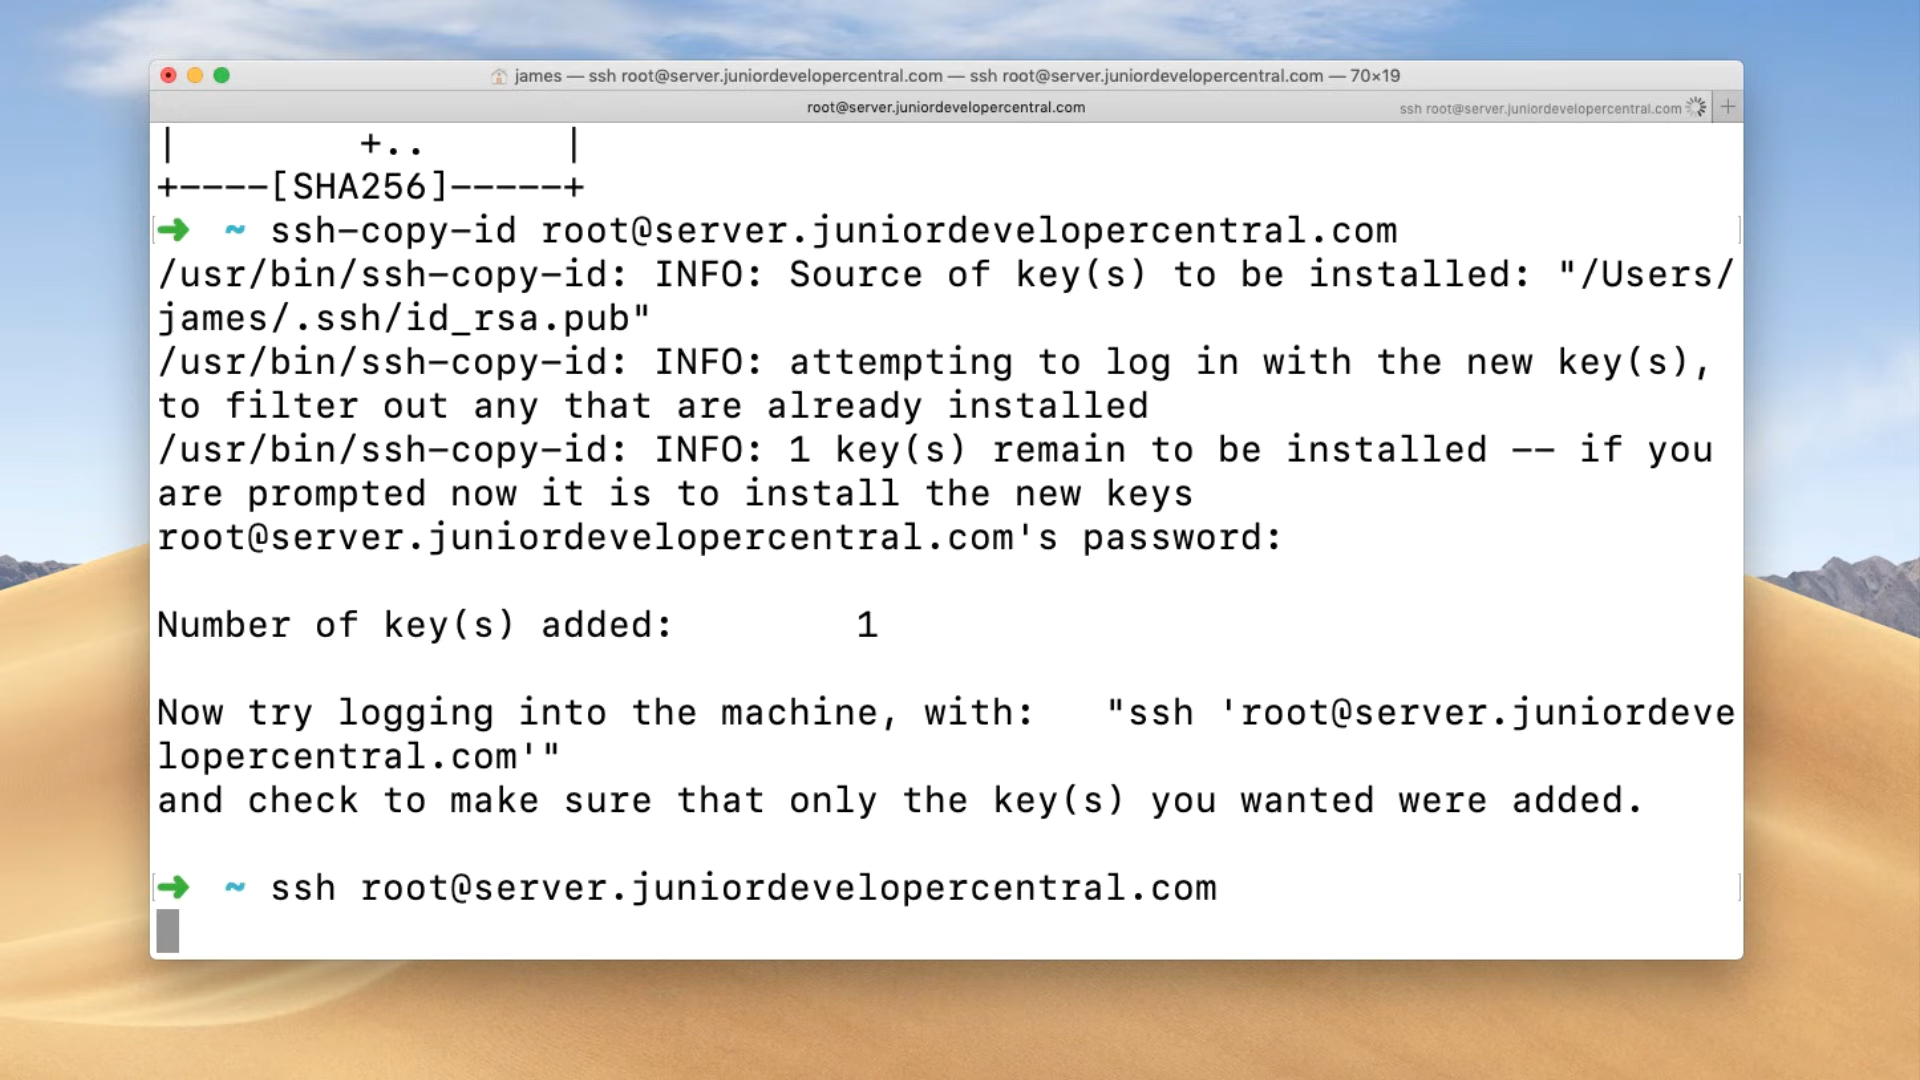 james — ssh root@server.juniordevelopercentral.com — ssh root@server.juniordevelopercentral.com — 70×19
root@server.juniordevelopercentral.com
ssh root@server.juniordevelopercentral.com
|         +..      |
+----[SHA256]-----+
➜ ~ ssh-copy-id root@server.juniordevelopercentral.com
/usr/bin/ssh-copy-id: INFO: Source of key(s) to be installed: "/Users/
james/.ssh/id_rsa.pub"
/usr/bin/ssh-copy-id: INFO: attempting to log in with the new key(s),
to filter out any that are already installed
/usr/bin/ssh-copy-id: INFO: 1 key(s) remain to be installed -- if you
are prompted now it is to install the new keys
root@server.juniordevelopercentral.com's password:
Number of key(s) added:        1
Now try logging into the machine, with:   "ssh 'root@server.juniordeve
lopercentral.com'"
and check to make sure that only the key(s) you wanted were added.
➜ ~ ssh root@server.juniordevelopercentral.com